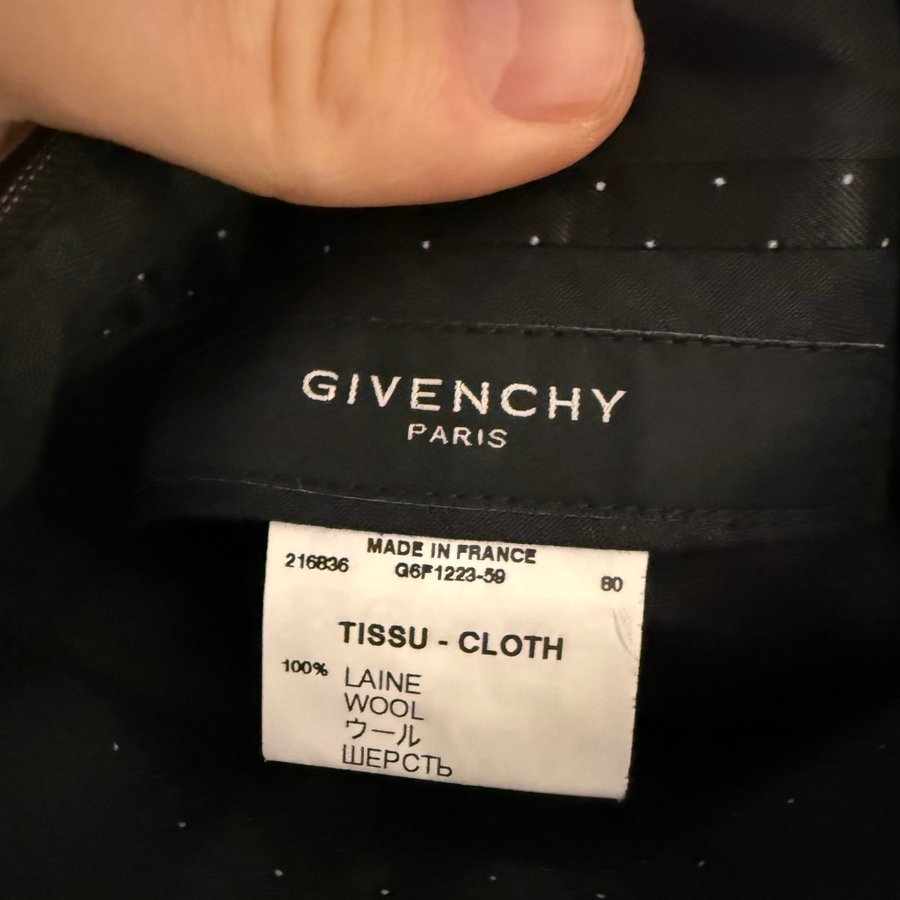 GIVENCHY
PARIS
MADE IN FRANCE
216836 G6F1223-59 80
TISSU - CLOTH
100% LAINE
WOOL
ウール
ШЕРСТЬ